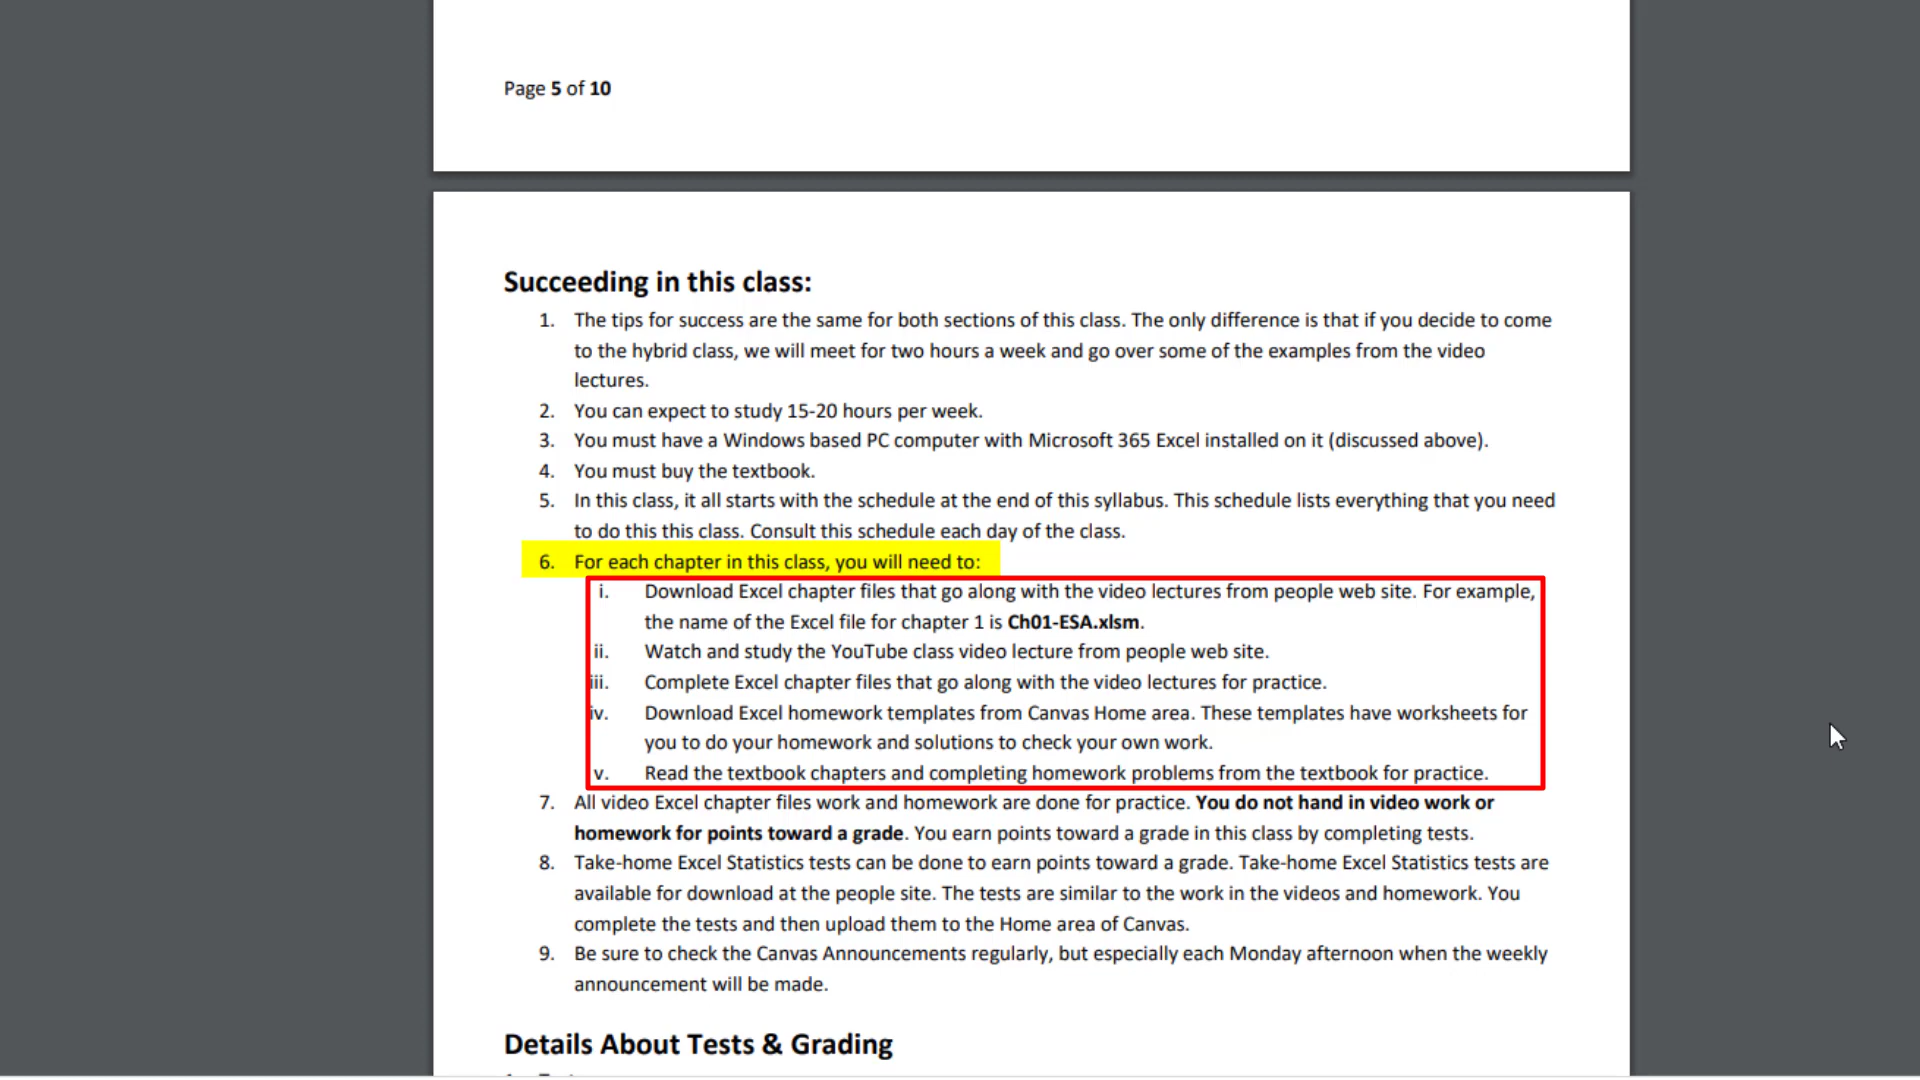 Page 5 of 10
Succeeding in this class:
1. The tips for success are the same for both sections of this class. The only difference is that if you decide to come
to the hybrid class, we will meet for two hours a week and go over some of the examples from the video
lectures.
2. You can expect to study 15-20 hours per week.
3. You must have a Windows based PC computer with Microsoft 365 Excel installed on it (discussed above).
4. You must buy the textbook.
5. In this class, it all starts with the schedule at the end of this syllabus. This schedule lists everything that you need
to do this this class. Consult this schedule each day of the class.
6. For each chapter in this class, you will need to:
i. Download Excel chapter files that go along with the video lectures from people web site. For example,
the name of the Excel file for chapter 1 is Ch01-ESA.xlsm.
ii. Watch and study the YouTube class video lecture from people web site.
iii. Complete Excel chapter files that go along with the video lectures for practice.
iv. Download Excel homework templates from Canvas Home area. These templates have worksheets for
you to do your homework and solutions to check your own work.
v. Read the textbook chapters and completing homework problems from the textbook for practice.
7. All video Excel chapter files work and homework are done for practice. You do not hand in video work or
homework for points toward a grade. You earn points toward a grade in this class by completing tests.
8. Take-home Excel Statistics tests can be done to earn points toward a grade. Take-home Excel Statistics tests are
available for download at the people site. The tests are similar to the work in the videos and homework. You
complete the tests and then upload them to the Home area of Canvas.
9. Be sure to check the Canvas Announcements regularly, but especially each Monday afternoon when the weekly
announcement will be made.
Details About Tests & Grading